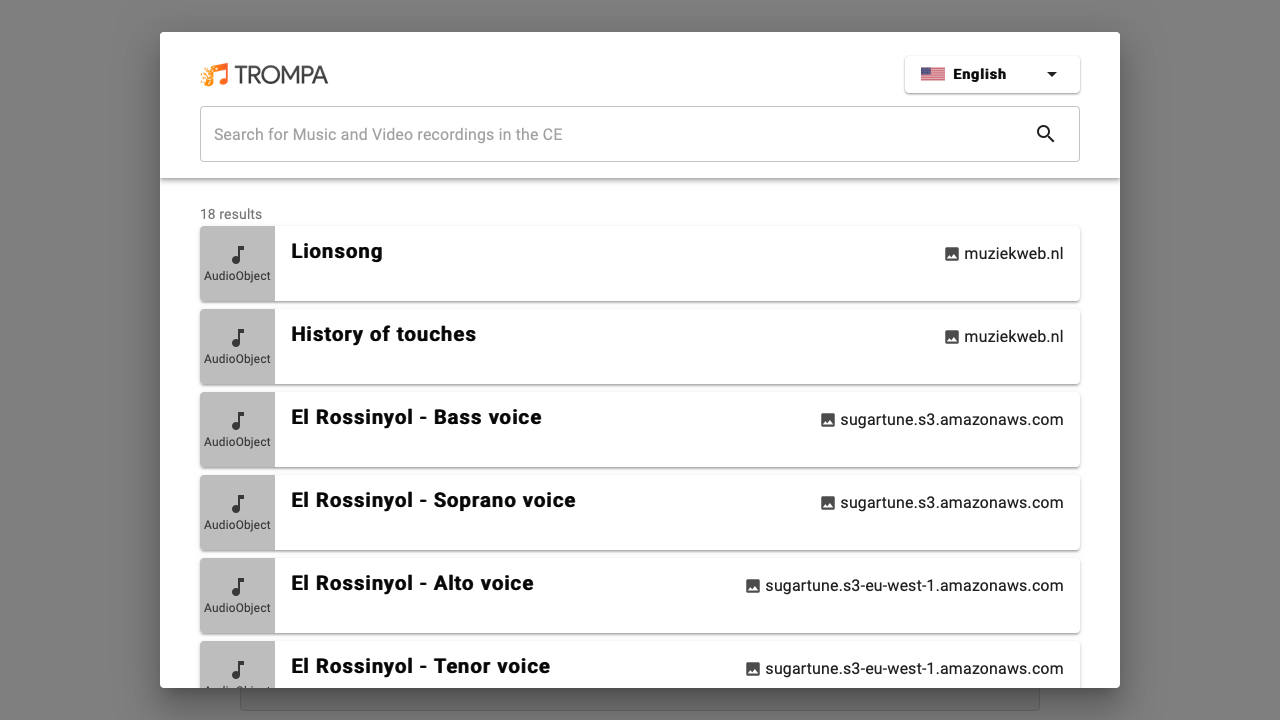 TROMPA
English
Search for Music and Video recordings in the CE
18 results
AudioObject
Lionsong
muziekweb.nl
AudioObject
History of touches
muziekweb.nl
AudioObject
El Rossinyol - Bass voice
sugartune.s3.amazonaws.com
AudioObject
El Rossinyol - Soprano voice
sugartune.s3.amazonaws.com
AudioObject
El Rossinyol - Alto voice
sugartune.s3-eu-west-1.amazonaws.com
El Rossinyol - Tenor voice
sugartune.s3-eu-west-1.amazonaws.com